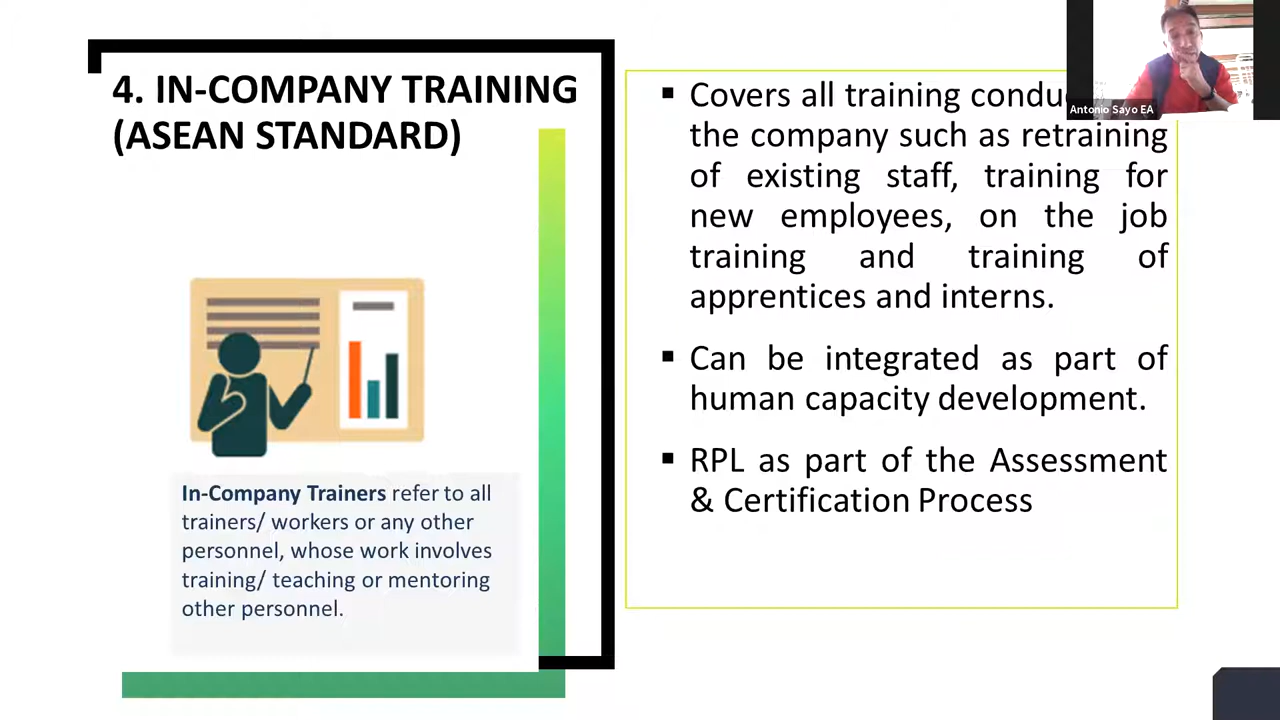 4. IN-COMPANY TRAINING
(ASEAN STANDARD)
In-Company Trainers refer to all
trainers/ workers or any other
personnel, whose work involves
training/ teaching or mentoring
other personnel.
▪ Covers all training
the company such as retraining
of existing staff, training for
new employees, on the job
training and training of
apprentices and interns.
▪ Can be integrated as part of
human capacity development.
▪ RPL as part of the Assessment
& Certification Process
Antonio Sayo EA